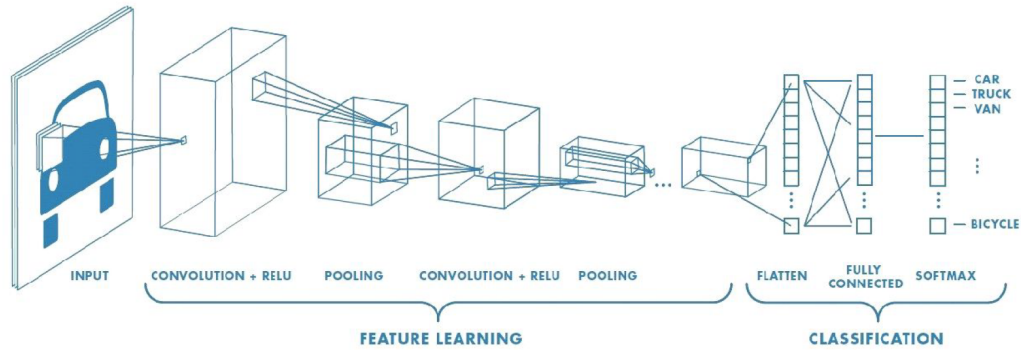 CAR
TRUCK
VAN
BICYCLE
INPUT
CONVOLUTION + RELU
POOLING
CONVOLUTION + RELU
POOLING
FLATTEN
FULLY
CONNECTED
SOFTMAX
FEATURE LEARNING
CLASSIFICATION